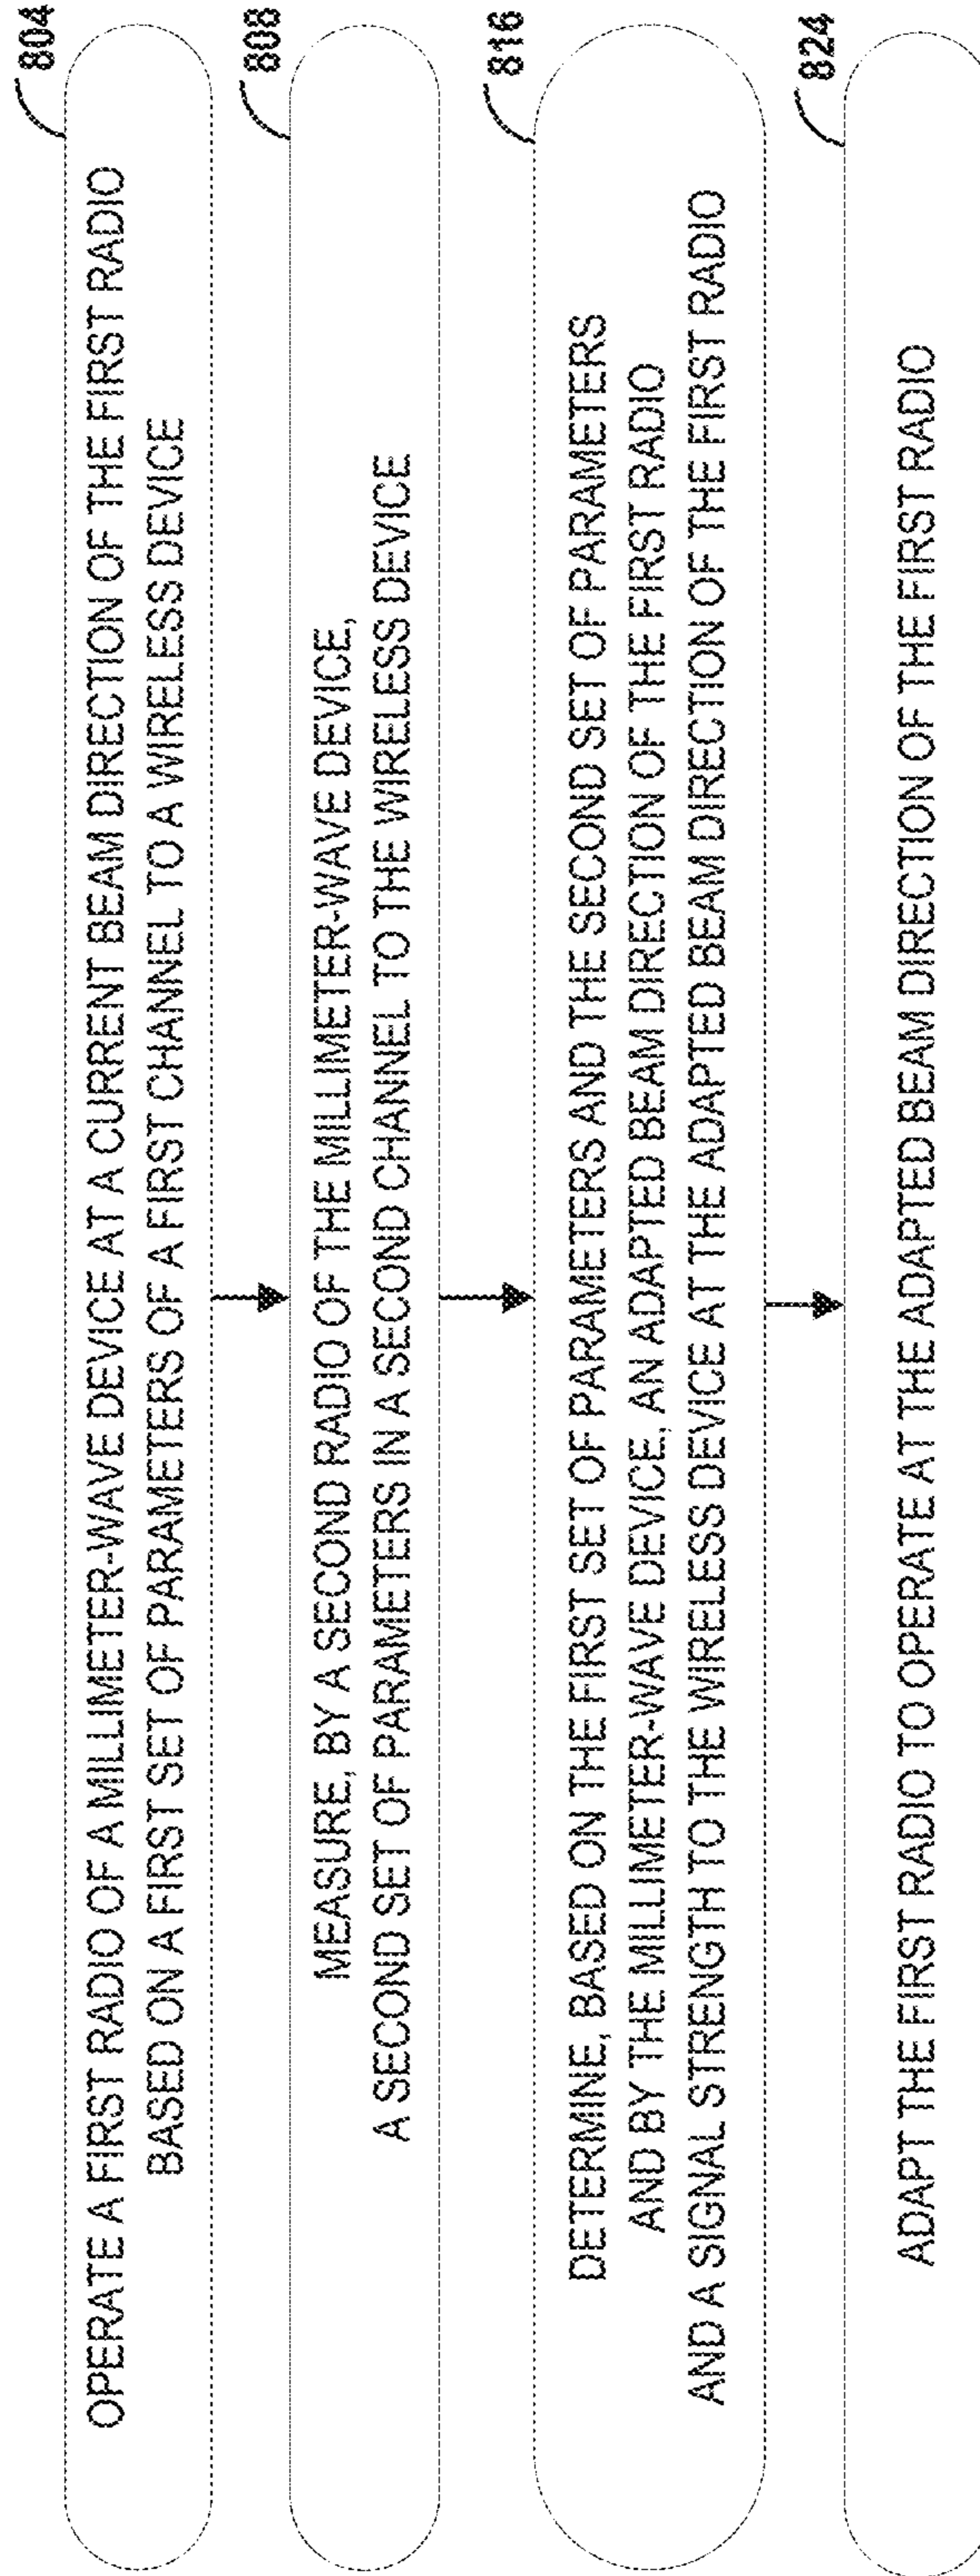 804
OPERATE A FIRST RADIO OF A MILLIMETER-WAVE DEVICE AT A CURRENT BEAM DIRECTION OF THE FIRST RADIO
BASED ON A FIRST SET OF PARAMETERS OF A FIRST CHANNEL TO A WIRELESS DEVICE
808
MEASURE, BY A SECOND RADIO OF THE MILLIMETER-WAVE DEVICE,
A SECOND SET OF PARAMETERS IN A SECOND CHANNEL TO THE WIRELESS DEVICE
816
DETERMINE, BASED ON THE FIRST SET OF PARAMETERS AND THE SECOND SET OF PARAMETERS
AND BY THE MILLIMETER-WAVE DEVICE, AN ADAPTED BEAM DIRECTION OF THE FIRST RADIO
AND A SIGNAL STRENGTH TO THE WIRELESS DEVICE AT THE ADAPTED BEAM DIRECTION OF THE FIRST RADIO
824
ADAPT THE FIRST RADIO TO OPERATE AT THE ADAPTED BEAM DIRECTION OF THE FIRST RADIO